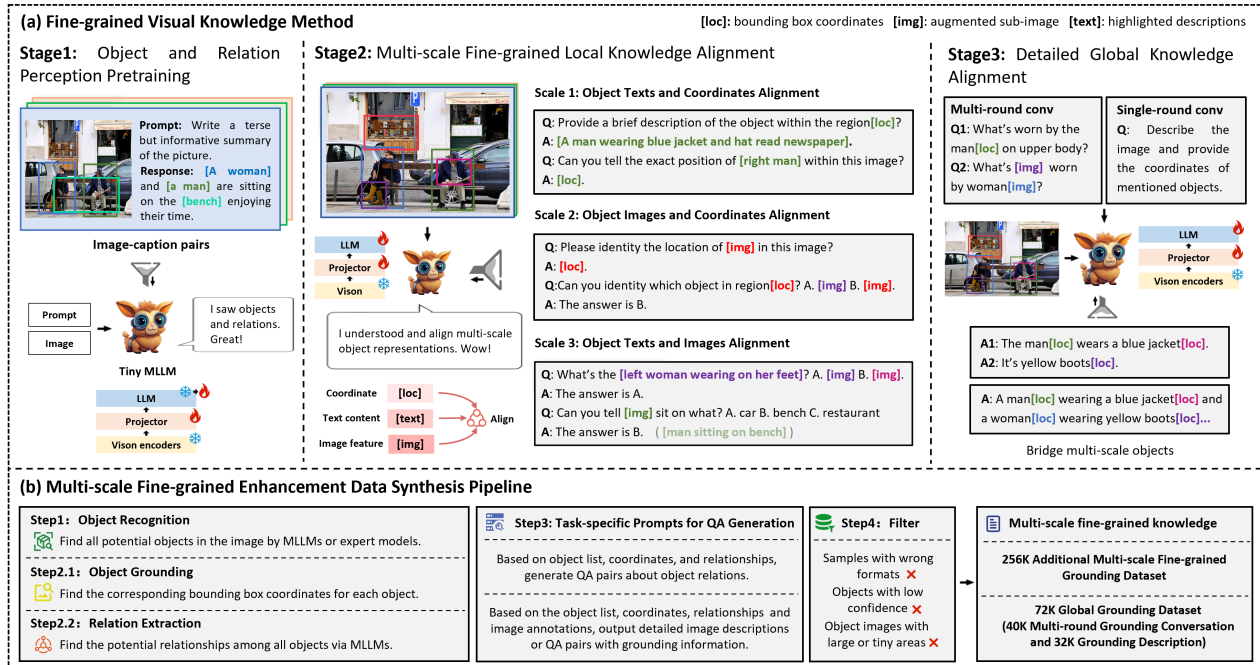 (a) Fine-grained Visual Knowledge Method
[loc]: bounding box coordinates [img]: augmented sub-image [text]: highlighted descriptions
Stage1: Object and Relation
Perception Pretraining
Prompt: Write a terse
but informative summary
of the picture.
Response: [A woman]
and [a man] are sitting
on the [bench] enjoying
their time.
Image-caption pairs
Prompt
Image
I saw objects
and relations.
Great!
Tiny MLLM
LLM
Projector
Vison encoders
Stage2: Multi-scale Fine-grained Local Knowledge Alignment
LLM
Projector
Vison
I understood and align multi-scale
object representations. Wow!
Coordinate [loc]
Text content [text]
Image feature [img]
Align
Scale 1: Object Texts and Coordinates Alignment
Q: Provide a brief description of the object within the region[loc]?
A: [A man wearing blue jacket and hat read newspaper].
Q: Can you tell the exact position of [right man] within this image?
A: [loc].
Scale 2: Object Images and Coordinates Alignment
Q: Please identity the location of [img] in this image?
A: [loc].
Q:Can you identity which object in region[loc]? A. [img] B. [img].
A: The answer is B.
Scale 3: Object Texts and Images Alignment
Q: What's the [left woman wearing on her feet]? A. [img] B [img].
A: The answer is A.
Q: Can you tell [img] sit on what? A. car B. bench C. restaurant
A: The answer is B. ( [man sitting on bench] )
Stage3: Detailed Global Knowledge
Alignment
Multi-round conv
Q1: What's worn by the
man[loc] on upper body?
Q2: What's [img] worn
by woman[img]?
Single-round conv
Q: Describe the
image and provide
the coordinates of
mentioned objects.
LLM
Projector
Vison encoders
A1: The man[loc] wears a blue jacket[loc].
A2: It's yellow boots[loc].
A: A man[loc] wearing a blue jacket[loc] and
a woman[loc] wearing yellow boots[loc]...
Bridge multi-scale objects
(b) Multi-scale Fine-grained Enhancement Data Synthesis Pipeline
Step1: Object Recognition
Find all potential objects in the image by MLLMs or expert models.
Step2.1: Object Grounding
Find the corresponding bounding box coordinates for each object.
Step2.2: Relation Extraction
Find the potential relationships among all objects via MLLMs.
Step3: Task-specific Prompts for QA Generation
Based on object list, coordinates, and relationships,
generate QA pairs about object relations.
Based on the object list, coordinates, relationships and
image annotations, output detailed image descriptions
or QA pairs with grounding information.
Step4: Filter
Samples with wrong
formats
Objects with low
confidence
Object images with
large or tiny areas
Multi-scale fine-grained knowledge
256K Additional Multi-scale Fine-grained
Grounding Dataset
72K Global Grounding Dataset
(40K Multi-round Grounding Conversation
and 32K Grounding Description)